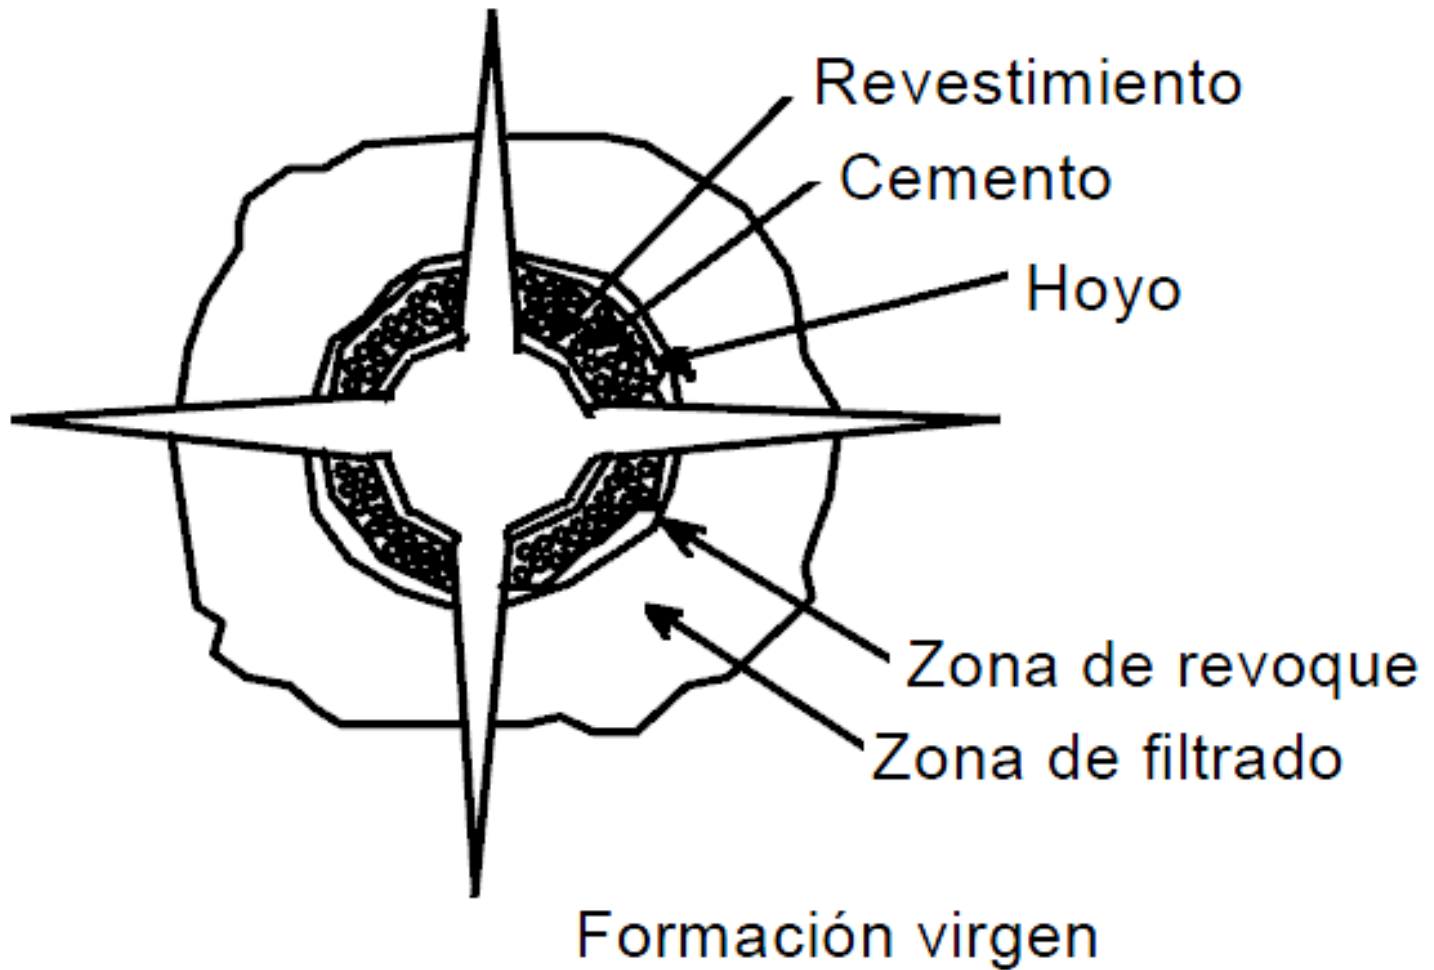 Revestimiento
Cemento
Hoyo
Zona de revoque
Zona de filtrado
Formación virgen